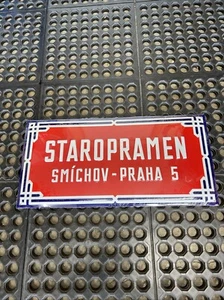 STAROPRAMEN
SMÍCHOV - PRAHA 5